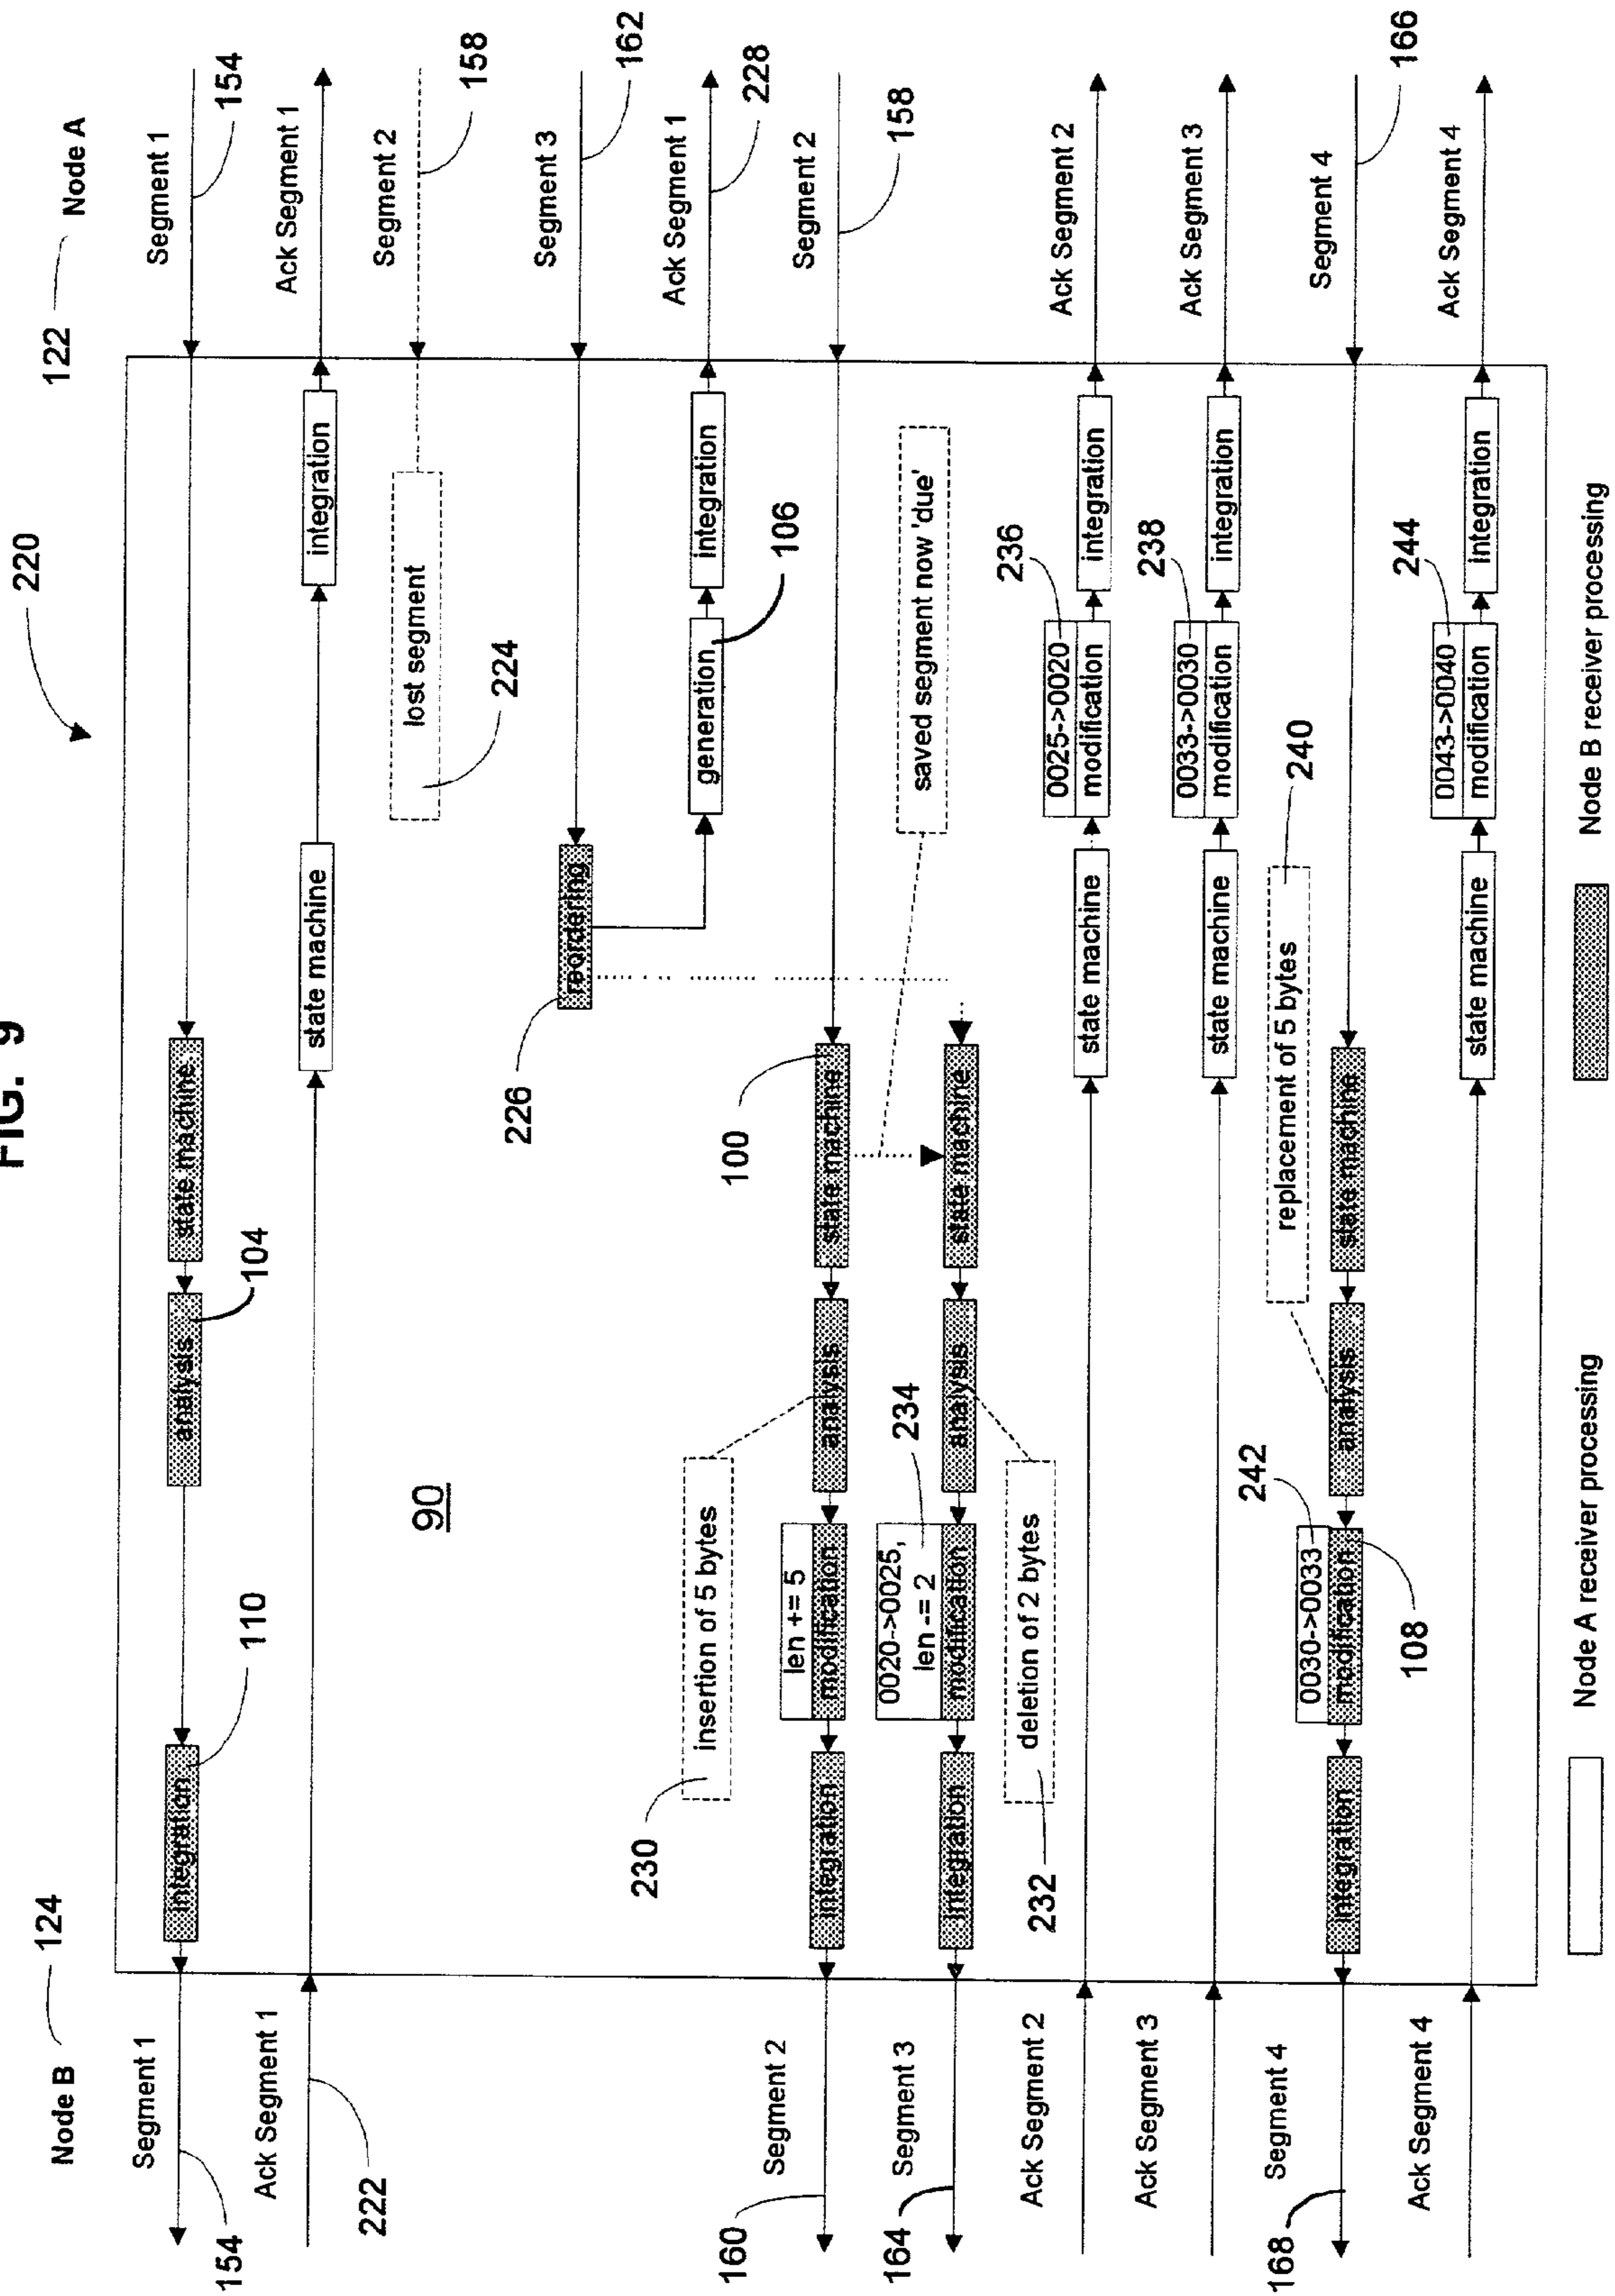 FIG. 9
220
Node B
124
122
Node A
Segment 1
154
integration
110
analysis
104
state machine
Segment 1
154
Ack Segment 1
222
state machine
integration
Ack Segment 1
90
lost segment
224
Segment 2
158
226
reordering
Segment 3
162
generation
106
integration
Ack Segment 1
228
230
insertion of 5 bytes
Segment 2
160
integration
len += 5
modification
analysis
state machine
100
Segment 2
158
saved segment now 'due'
Segment 3
164
integration
0020->0025,
len -= 2
modification
234
analysis
state machine
232
deletion of 2 bytes
Ack Segment 2
state machine
0025->0020
modification
236
integration
Ack Segment 2
Ack Segment 3
state machine
0033->0030
modification
238
integration
Ack Segment 3
replacement of 5 bytes
240
Segment 4
168
integration
0030->0033
modification
242
108
analysis
state machine
Segment 4
166
Ack Segment 4
state machine
0043->0040
modification
244
integration
Ack Segment 4
Node A receiver processing
Node B receiver processing